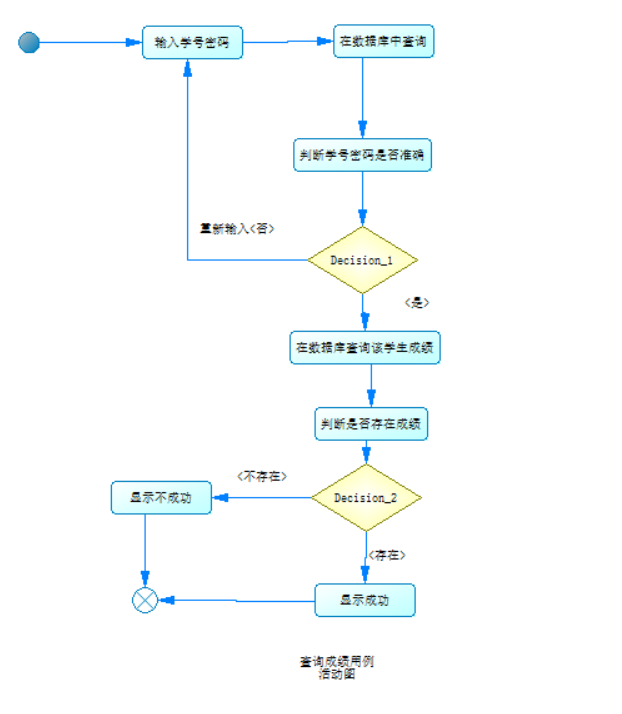 输入学号密码
在数据库中查询
判断学号密码是否准确
重新输入<否>
Decision_1
<是>
在数据库查询该学生成绩
判断是否存在成绩
<不存在>
显示不成功
Decision_2
<存在>
显示成功
查询成绩用例
活动图